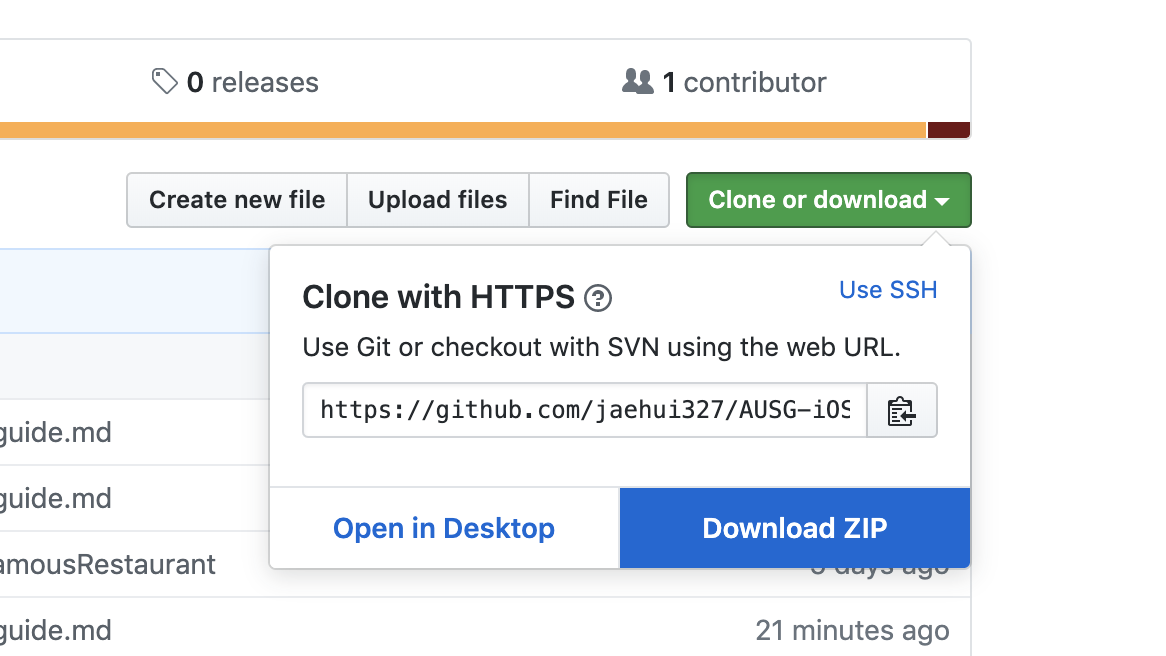 0 releases
1 contributor
Create new file
Upload files
Find File
Clone or download
Clone with HTTPS ?
Use SSH
Use Git or checkout with SVN using the web URL.
https://github.com/jaehui327/AUSG-iOS
guide.md
guide.md
Open in Desktop
Download ZIP
amousRestaurant
days ago
guide.md
21 minutes ago